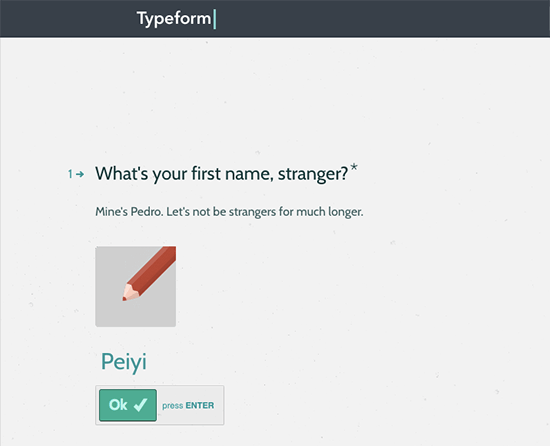 Typeform
1 → What's your first name, stranger? *
Mine's Pedro. Let's not be strangers for much longer.
Peiyi
Ok ✓ press ENTER